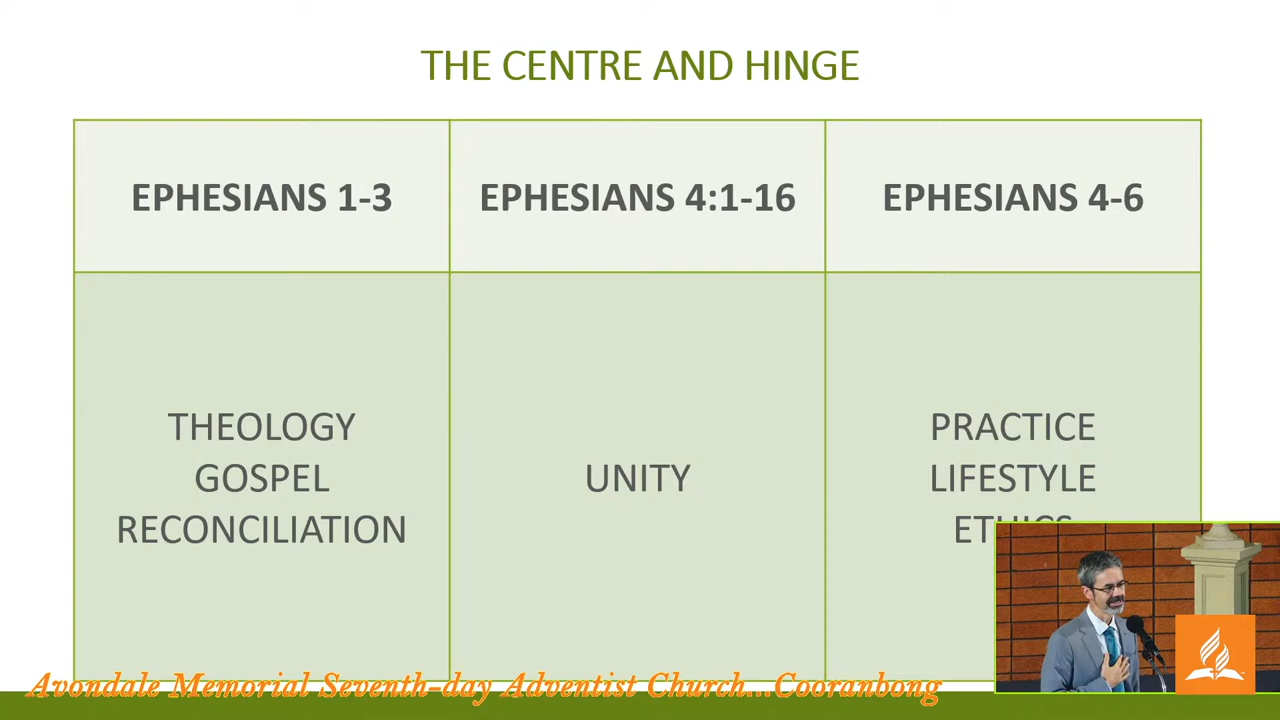 THE CENTRE AND HINGE
EPHESIANS 1-3
EPHESIANS 4:1-16
EPHESIANS 4-6
THEOLOGY
GOSPEL
RECONCILIATION
UNITY
PRACTICE
LIFESTYLE
ETHICS
Avondale Memorial Seventh-day Adventist Church...Cooranbong